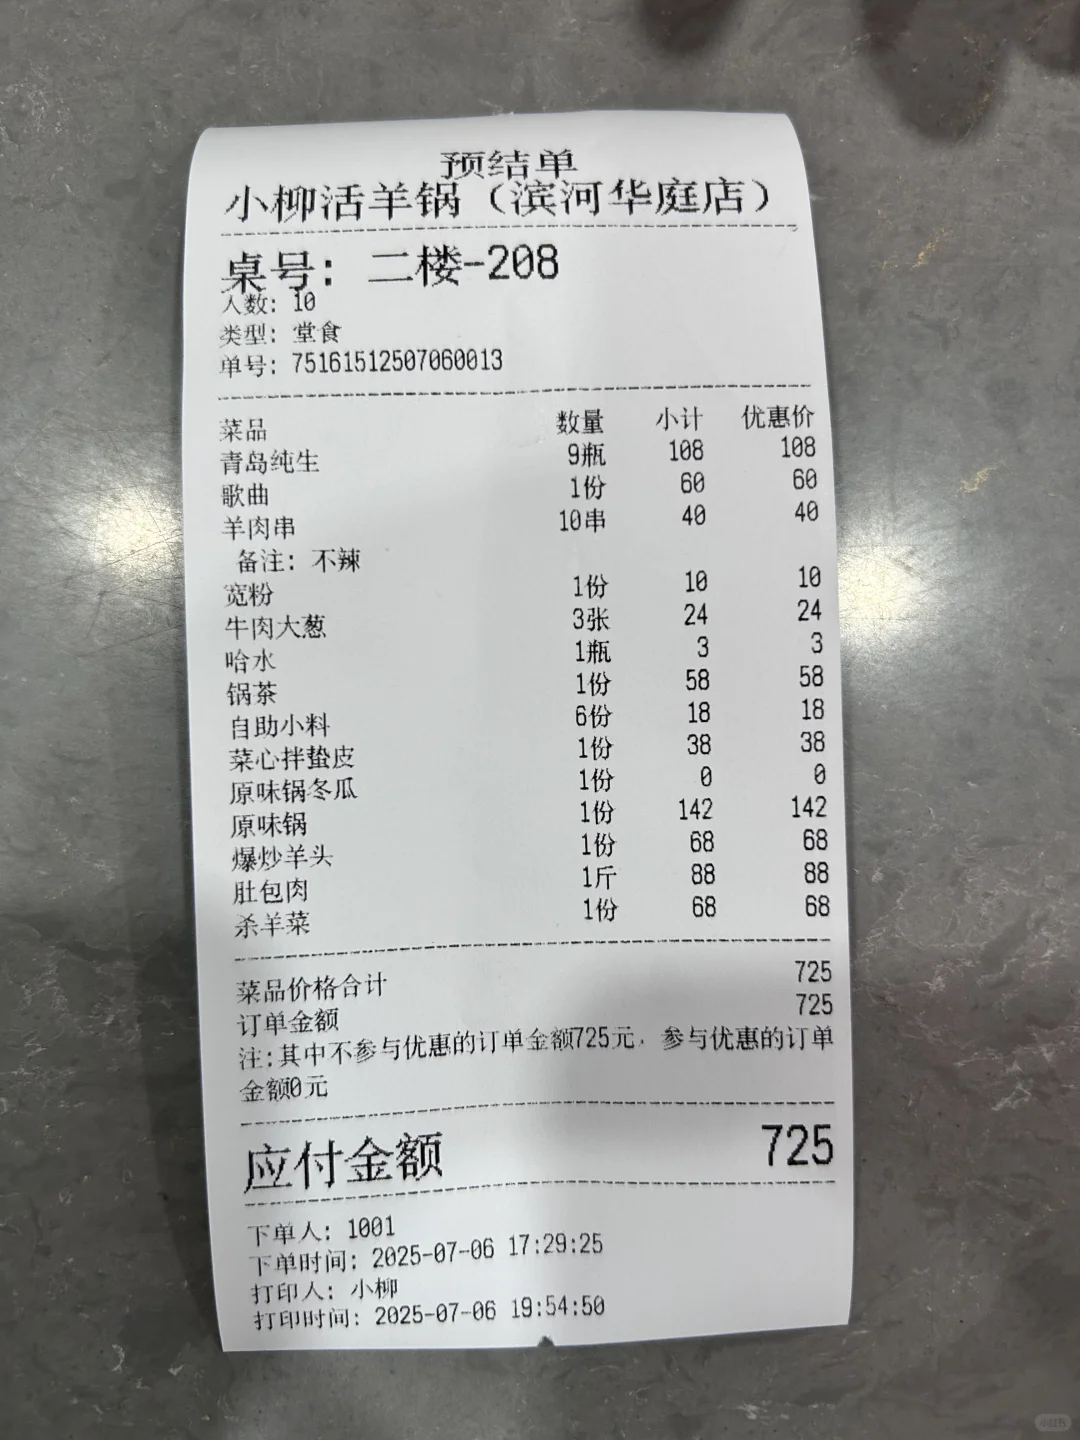 预结单
小柳活羊锅（滨河华庭店）
桌号: 二楼-208
人数: 10
类型: 堂食
单号: 75161512507060013
菜品 数量 小计 优惠价
青岛纯生 9瓶 108 108
歌曲 1份 60 60
羊肉串 10串 40 40
备注: 不辣
宽粉 1份 10 10
牛肉大葱 3张 24 24
哈水 1瓶 3 3
锅茶 1份 58 58
自助小料 6份 18 18
菜心拌蛰皮 1份 38 38
原味锅冬瓜 1份 0 0
原味锅 1份 142 142
爆炒羊头 1份 68 68
肚包肉 1斤 88 88
杀羊菜 1份 68 68
菜品价格合计 725
订单金额 725
注:其中不参与优惠的订单金额725元，参与优惠的订单
金额0元
应付金额 725
下单人: 1001
下单时间: 2025-07-06 17:29:25
打印人: 小柳
打印时间: 2025-07-06 19:54:50
小红书